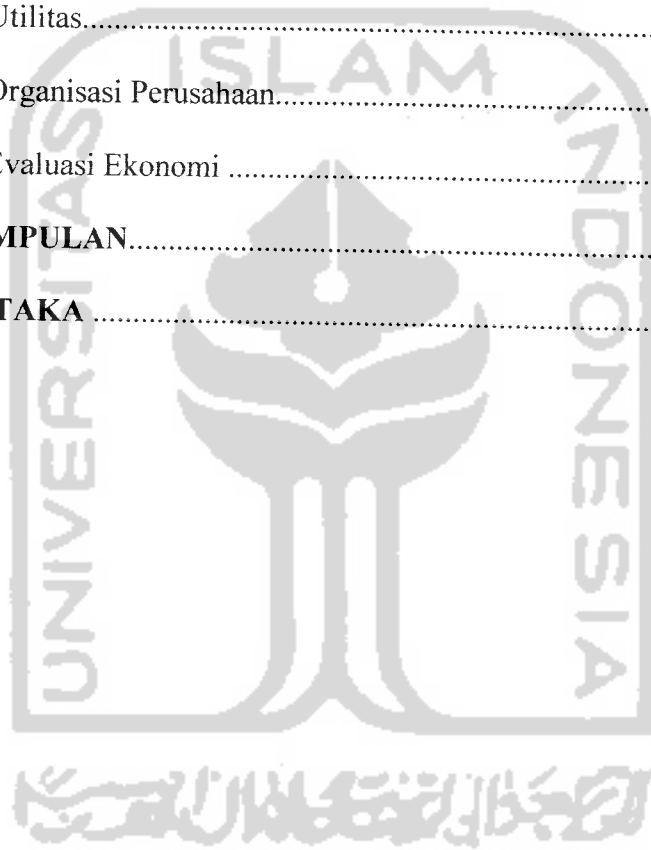 Utilitas
Organisasi Perusahaan
Evaluasi Ekonomi
MPULAN
TAKA
UNIVERSITAS
ISLAM
INDONESIA